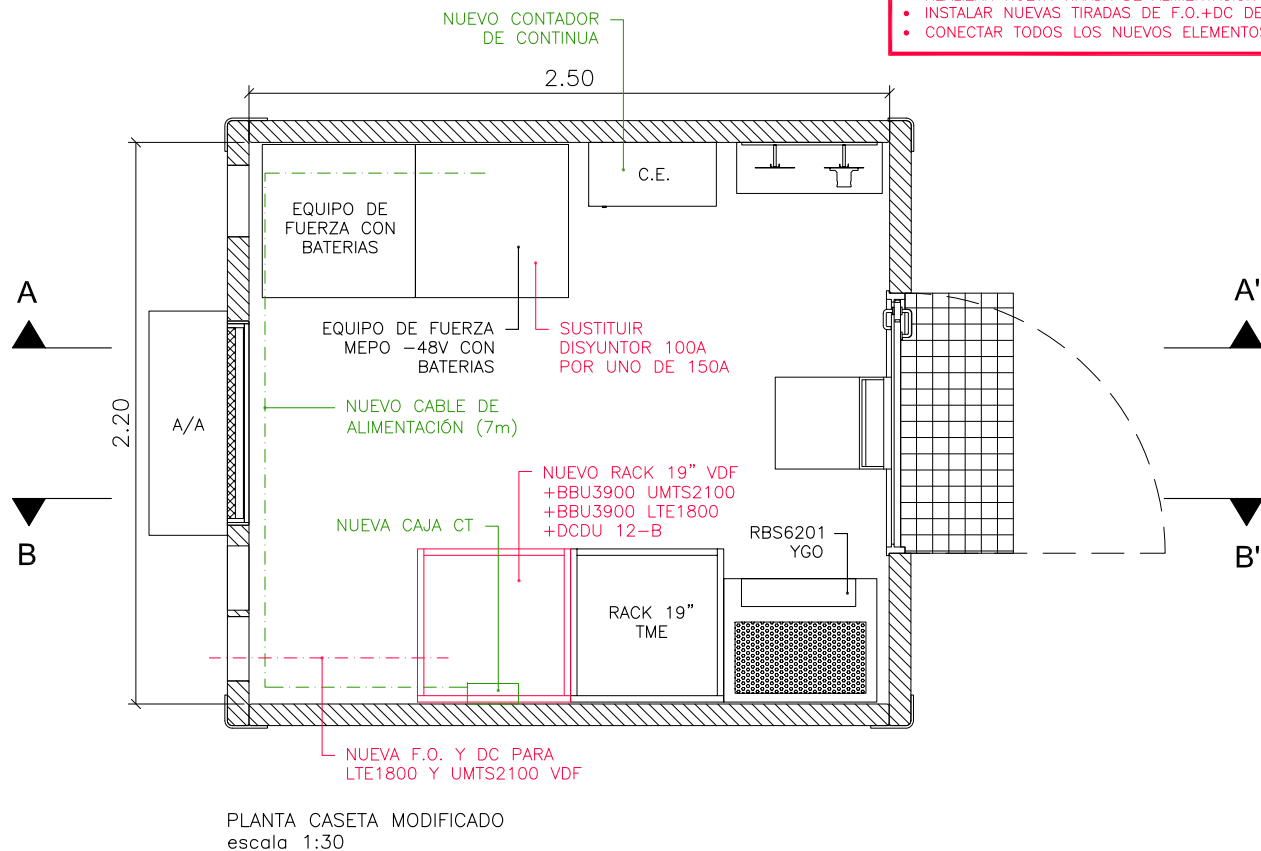 • INSTALAR NUEVAS TIRADAS DE F.O.+DC DE
• CONECTAR TODOS LOS NUEVOS ELEMENTOS
NUEVO CONTADOR
DE CONTINUA
2.50
C.E.
EQUIPO DE
FUERZA CON
BATERIAS
A
A'
EQUIPO DE FUERZA
MEPO -48V CON
BATERIAS
SUSTITUIR
DISYUNTOR 100A
POR UNO DE 150A
2.20
A/A
NUEVO CABLE DE
ALIMENTACIÓN (7m)
NUEVO RACK 19" VDF
+BBU3900 UMTS2100
+BBU3900 LTE1800
+DCDU 12-B
NUEVA CAJA CT
RBS6201
YGO
B
B'
RACK 19"
TME
NUEVA F.O. Y DC PARA
LTE1800 Y UMTS2100 VDF
PLANTA CASETA MODIFICADO
escala 1:30